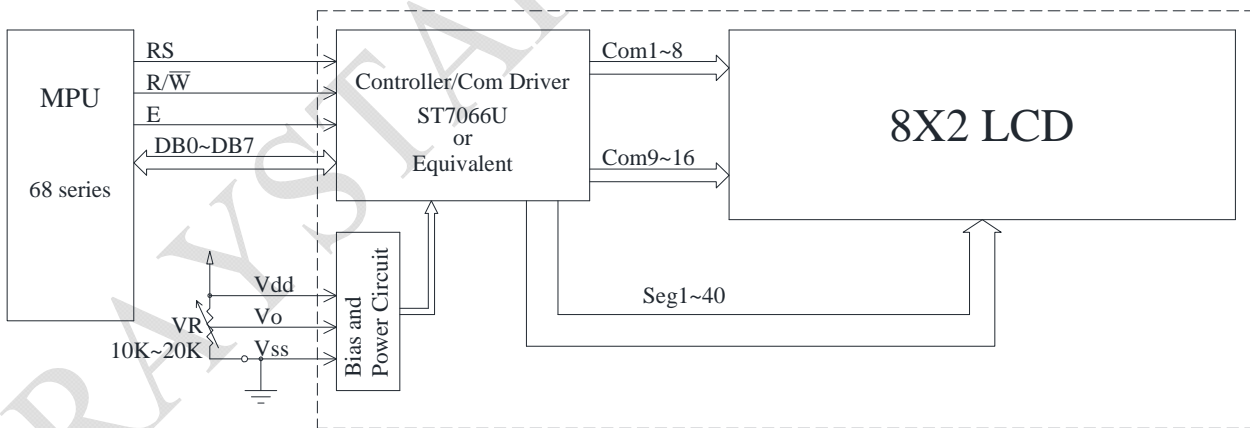 MPU
68 series
RS
R/W̅
E
DB0~DB7
Controller/Com Driver
ST7066U
or
Equivalent
Com1~8
Com9~16
8X2 LCD
Seg1~40
Vdd
Vo
Vss
VR
10K~20K
Bias and
Power Circuit
RAYSTAR